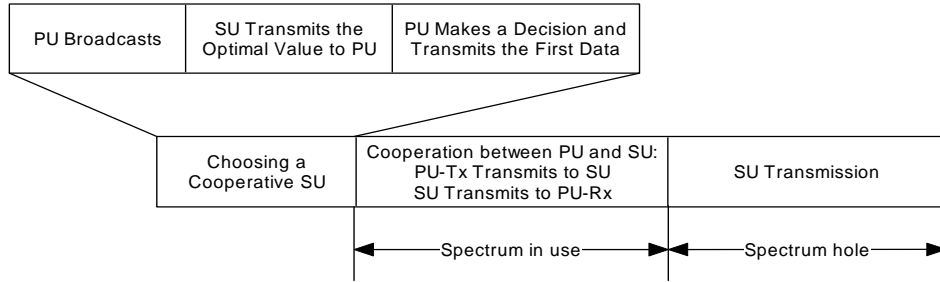 PU Broadcasts
SU Transmits the
Optimal Value to PU
PU Makes a Decision and
Transmits the First Data
Choosing a
Cooperative SU
Cooperation between PU and SU:
PU-Tx Transmits to SU
SU Transmits to PU-Rx
SU Transmission
Spectrum in use
Spectrum hole